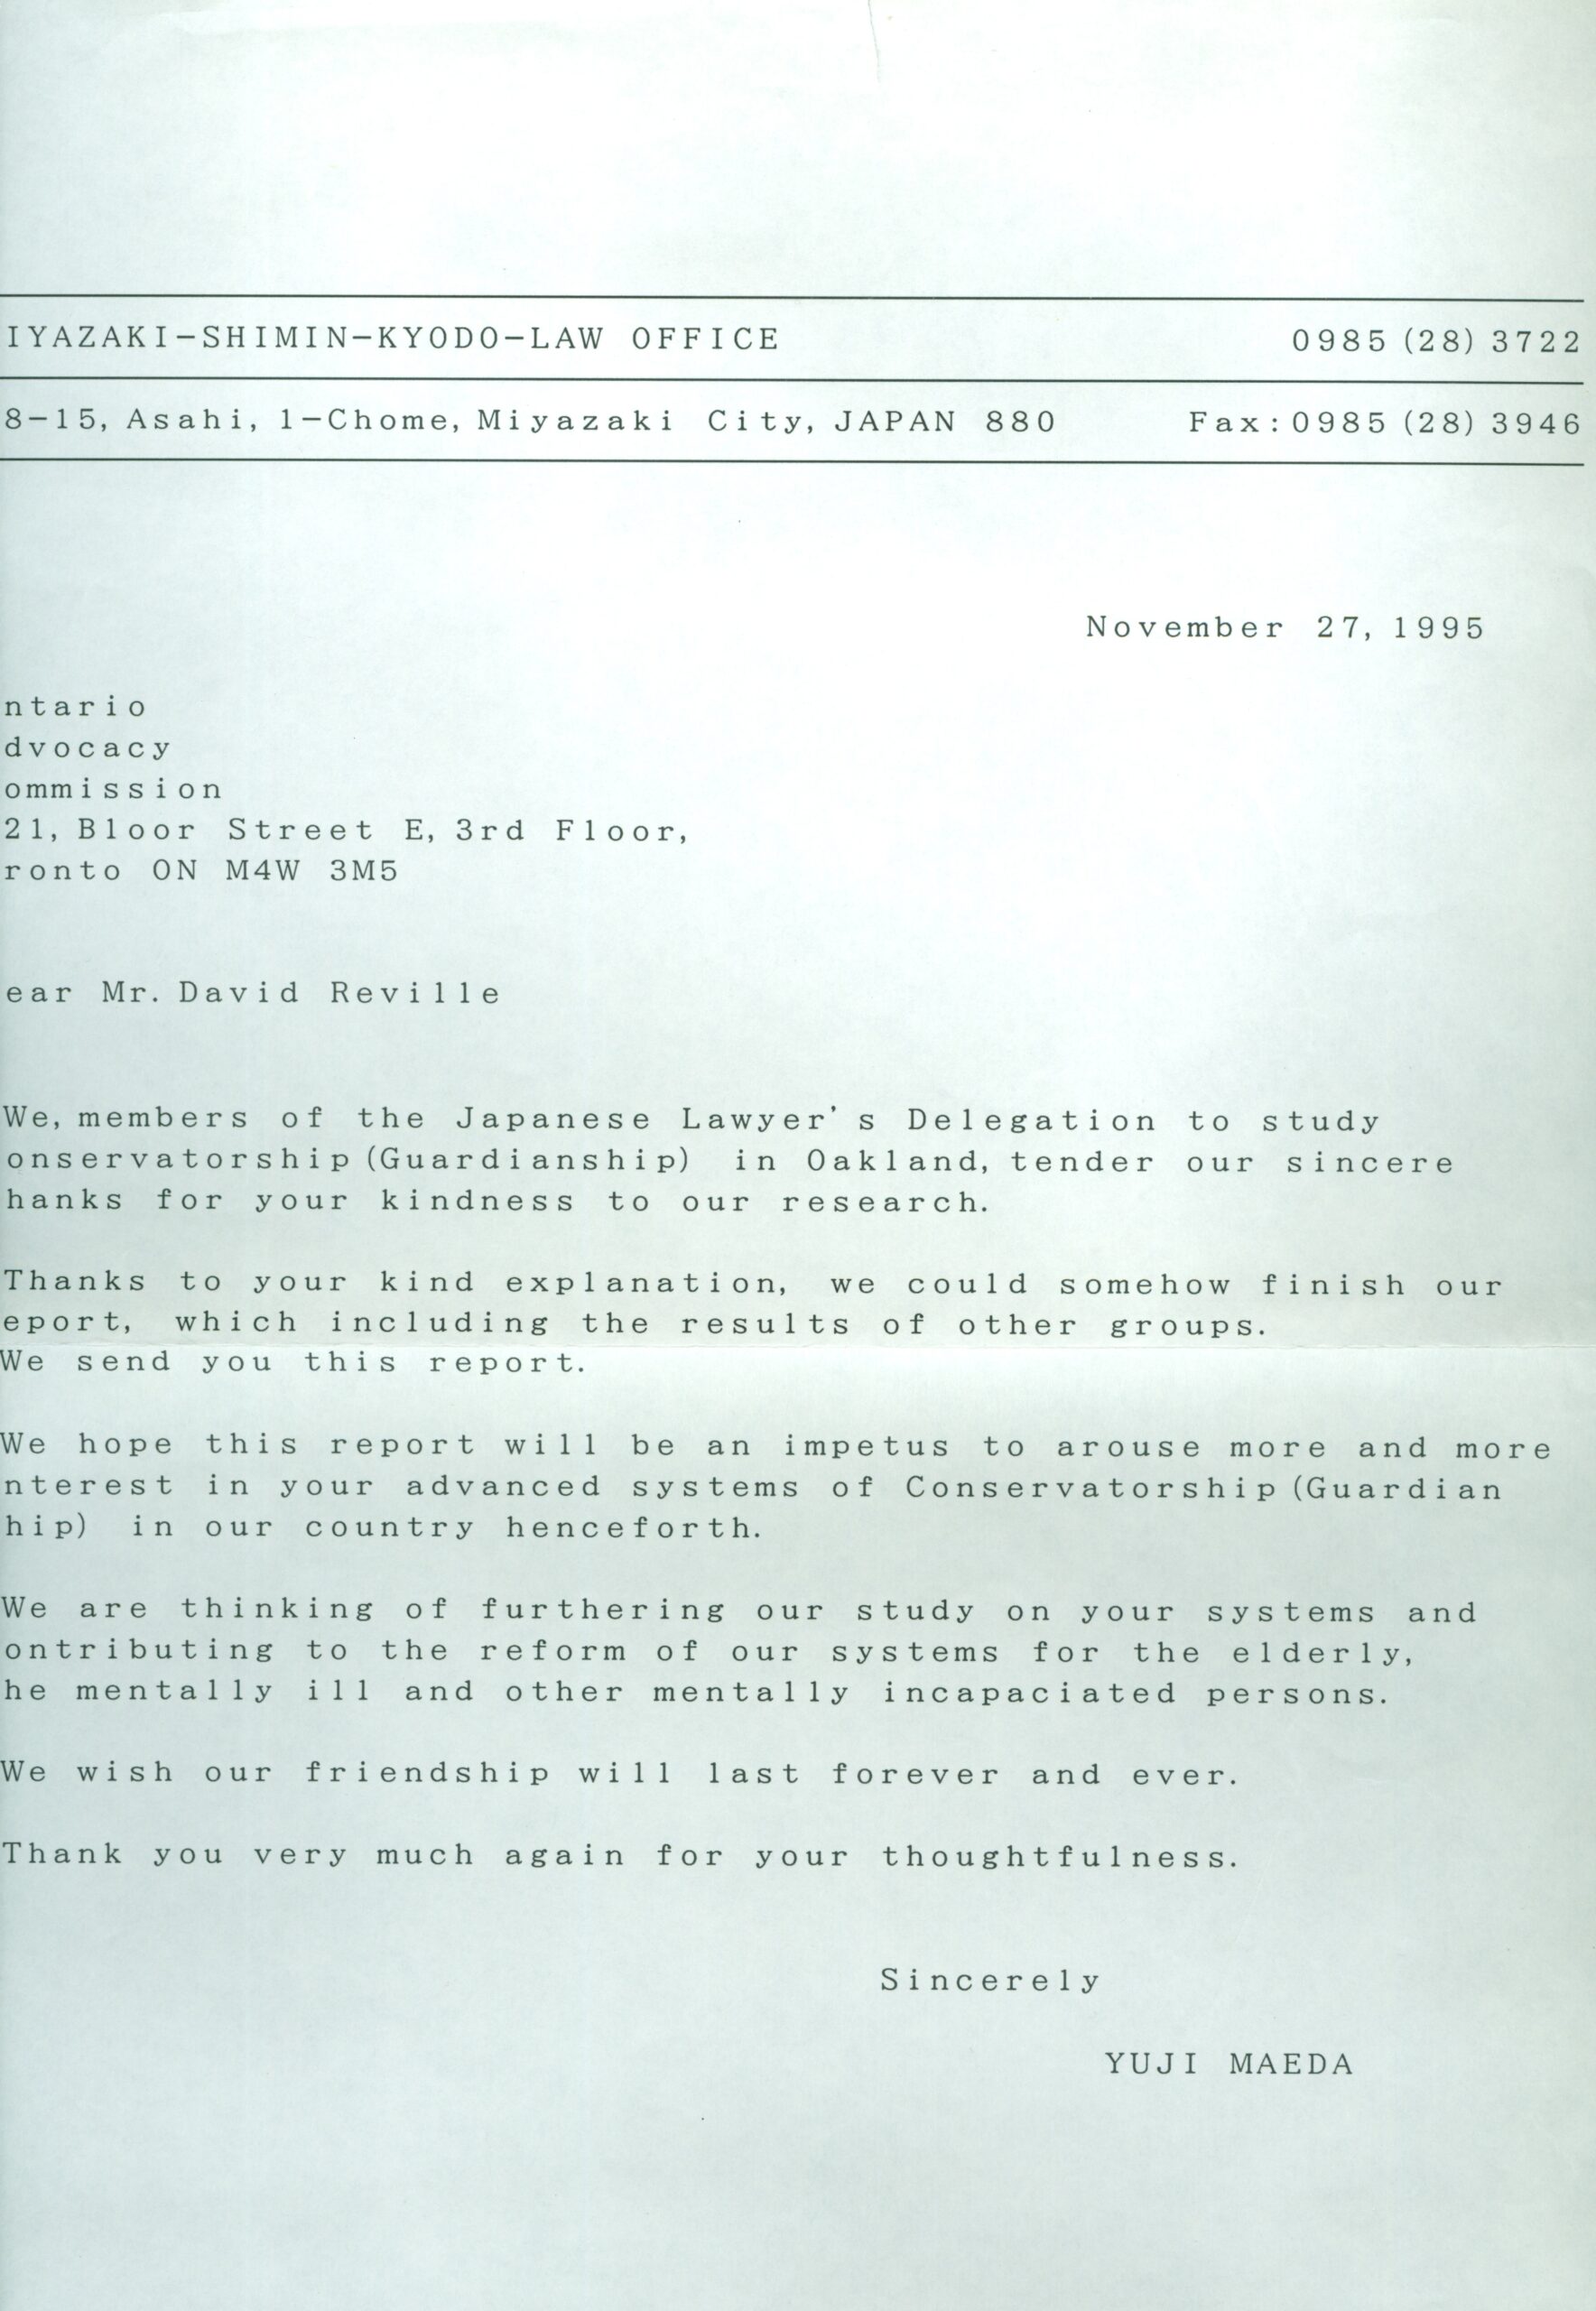 IYAZAKI-SHIMIN-KYODO-LAW OFFICE 0985 (28) 3722
8-15, Asahi, 1-Chome, Miyazaki City, JAPAN 880 Fax:0985 (28) 3946
November 27, 1995
ntario
dvocacy
ommission
21, Bloor Street E, 3rd Floor,
ronto ON M4W 3M5
ear Mr. David Reville
We, members of the Japanese Lawyer's Delegation to study
onservatorship (Guardianship) in Oakland, tender our sincere
hanks for your kindness to our research.
Thanks to your kind explanation, we could somehow finish our
eport, which including the results of other groups.
We send you this report.
We hope this report will be an impetus to arouse more and more
nterest in your advanced systems of Conservatorship (Guardian
hip) in our country henceforth.
We are thinking of furthering our study on your systems and
ontributing to the reform of our systems for the elderly,
he mentally ill and other mentally incapaciated persons.
We wish our friendship will last forever and ever.
Thank you very much again for your thoughtfulness.
Sincerely
YUJI MAEDA